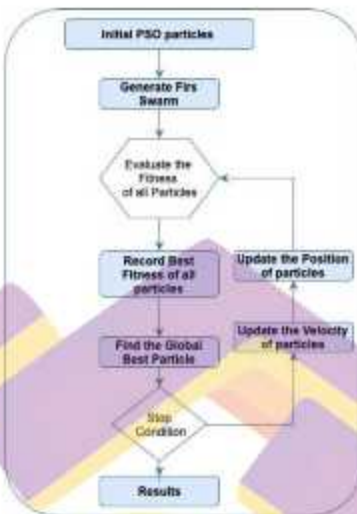 Initial PSO particles
Generate Firs
Swarm
Evaluate the
Fitness
of all Particles
Record Best
Fitness of all
particles
Update the Position
of particles
Find the Global
Best Particle
Update the Velocity
of particles
Stop
Condition
Results